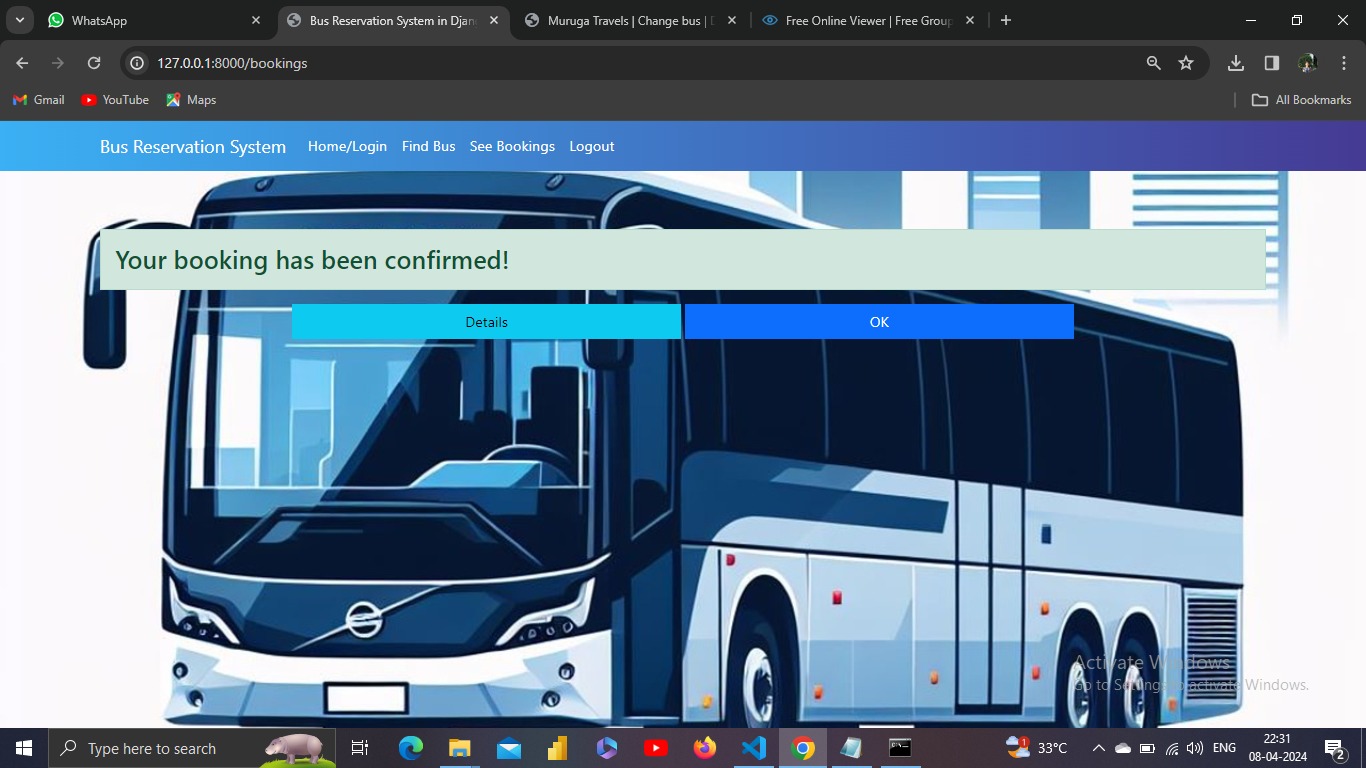 WhatsApp
Bus Reservation System in Djan
Muruga Travels | Change bus | D
Free Online Viewer | Free Group
127.0.0.1:8000/bookings
Gmail
YouTube
Maps
All Bookmarks
Bus Reservation System
Home/Login
Find Bus
See Bookings
Logout
Your booking has been confirmed!
Details
OK
Activate Windows
Go to Settings to activate Windows.
Type here to search
1
33°C
ENG
22:31
08-04-2024
2